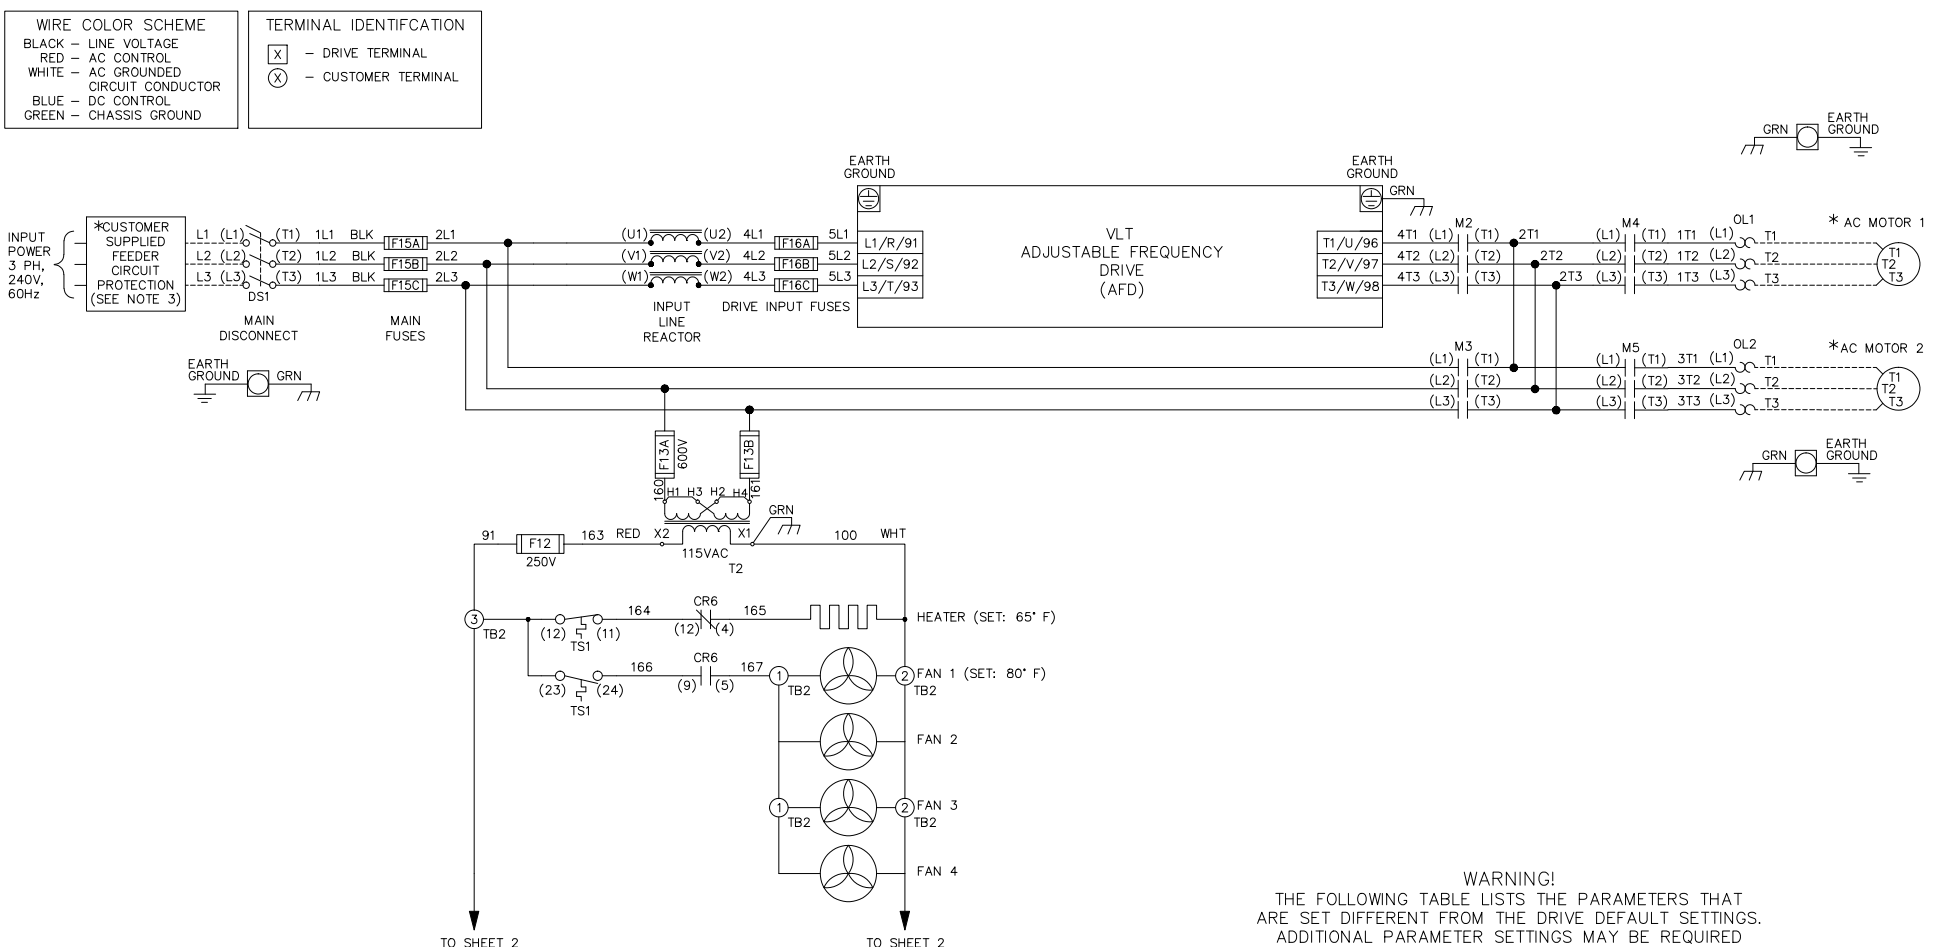 WIRE COLOR SCHEME
BLACK – LINE VOLTAGE
RED – AC CONTROL
WHITE – AC GROUNDED
CIRCUIT CONDUCTOR
BLUE – DC CONTROL
GREEN – CHASSIS GROUND
TERMINAL IDENTIFCATION
X – DRIVE TERMINAL
X – CUSTOMER TERMINAL
GRN
EARTH
GROUND
INPUT
POWER
3 PH,
240V,
60Hz
*CUSTOMER
SUPPLIED
FEEDER
CIRCUIT
PROTECTION
(SEE NOTE 3)
L1 (L1) (T1) 1L1 BLK F15A 2L1
L2 (L2) (T2) 1L2 BLK F15B 2L2
L3 (L3) (T3) 1L3 BLK F15C 2L3
DS1
MAIN
DISCONNECT
MAIN
FUSES
EARTH
GROUND GRN
(U1) (U2) 4L1 F16A 5L1
(V1) (V2) 4L2 F16B 5L2
(W1) (W2) 4L3 F16C 5L3
INPUT
LINE
REACTOR
DRIVE INPUT FUSES
EARTH
GROUND
L1/R/91
L2/S/92
L3/T/93
VLT
ADJUSTABLE FREQUENCY
DRIVE
(AFD)
EARTH
GROUND
GRN
T1/U/96
T2/V/97
T3/W/98
M2
4T1 (L1) (T1) 2T1
4T2 (L2) (T2) 2T2
4T3 (L3) (T3) 2T3
M4
OL1
(L1) (T1) 1T1 (L1) T1
(L2) (T2) 1T2 (L2) T2
(L3) (T3) 1T3 (L3) T3
* AC MOTOR 1
T1
T2
T3
M3
(L1) (T1)
(L2) (T2)
(L3) (T3)
M5
OL2
(L1) (T1) 3T1 (L1) T1
(L2) (T2) 3T2 (L2) T2
(L3) (T3) 3T3 (L3) T3
*AC MOTOR 2
T1
T2
T3
GRN
EARTH
GROUND
F13A
600V
F13B
160
H1 H3 H2 H4
161
GRN
91 F12 163 RED X2 X1 100 WHT
250V
115VAC
T2
3
TB2
(12) (11)
TS1
164
CR6
(12) (4)
165
HEATER (SET: 65° F)
(23) (24)
TS1
166
CR6
(9) (5)
167
1
TB2
2
TB2
FAN 1 (SET: 80° F)
FAN 2
1
TB2
2
TB2
FAN 3
FAN 4
TO SHEET 2
TO SHEET 2
WARNING!
THE FOLLOWING TABLE LISTS THE PARAMETERS THAT
ARE SET DIFFERENT FROM THE DRIVE DEFAULT SETTINGS.
ADDITIONAL PARAMETER SETTINGS MAY BE REQUIRED